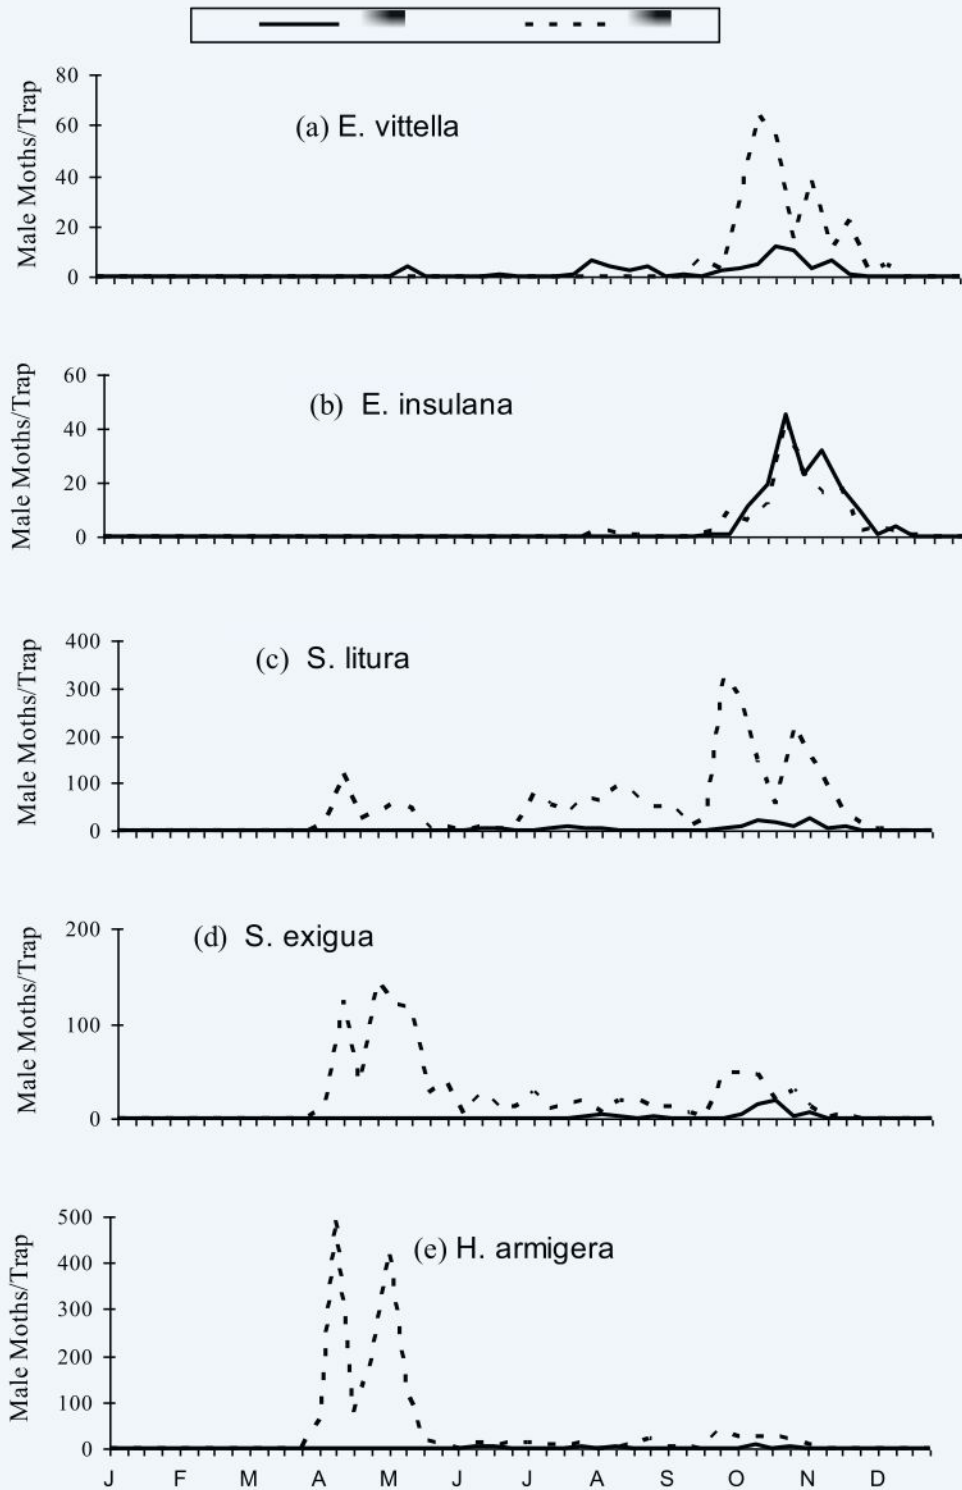 (a) E. vittella
Male Moths/Trap
80
60
40
20
0
(b) E. insulana
Male Moths/Trap
60
40
20
0
(c) S. litura
Male Moths/Trap
400
300
200
100
0
(d) S. exigua
Male Moths/Trap
200
100
0
(e) H. armigera
Male Moths/Trap
500
400
300
200
100
0
J F M A M J J A S O N D